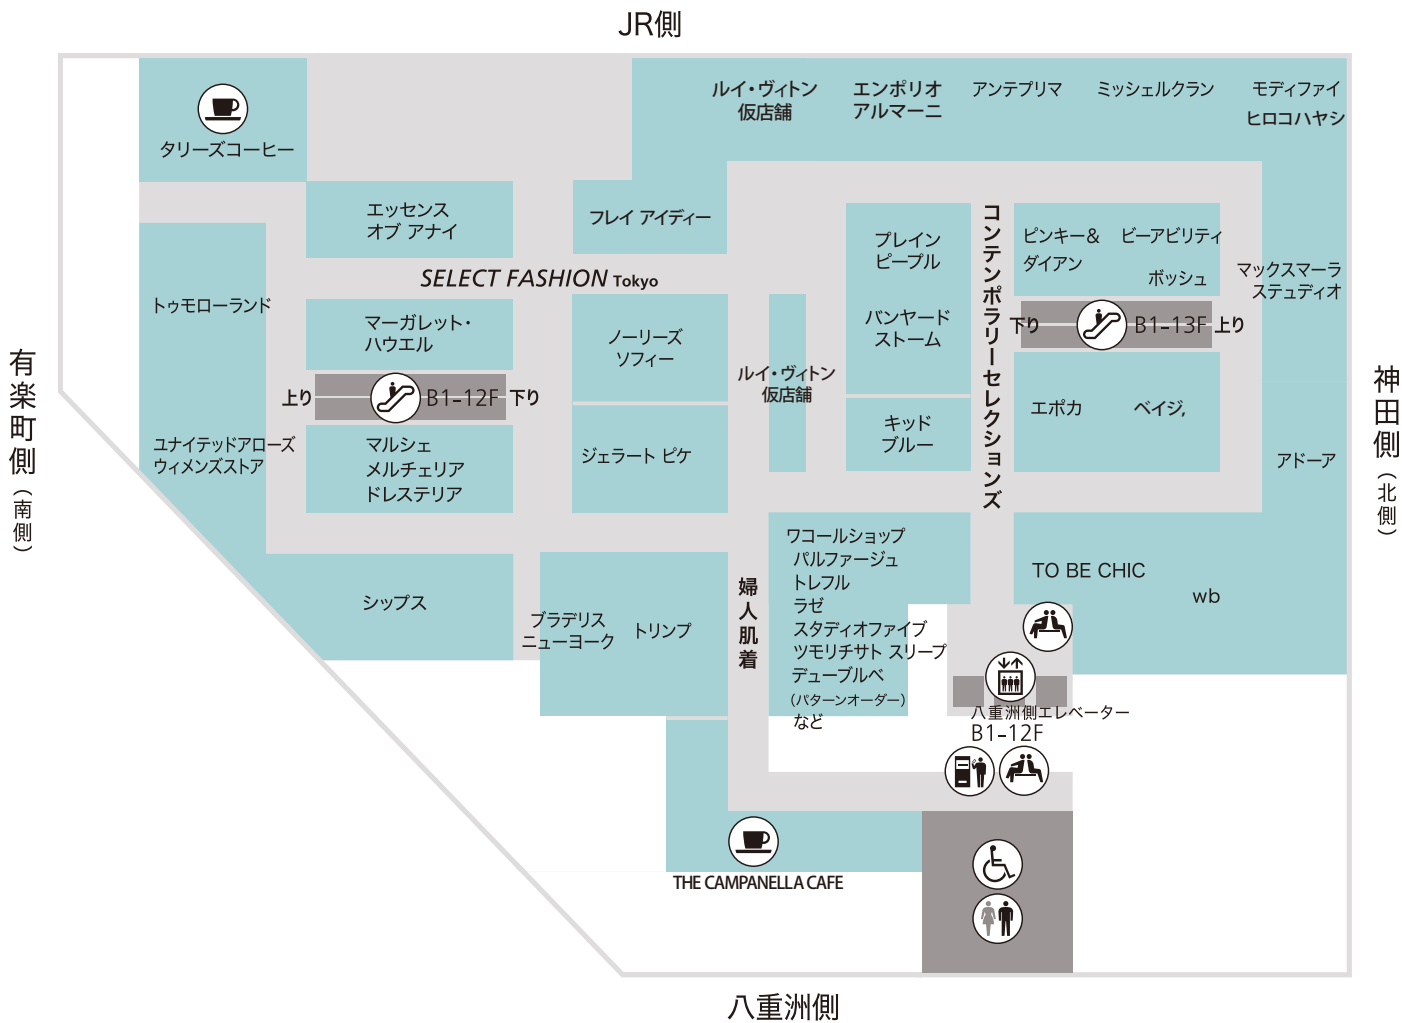 JR側
ルイ・ヴィトン
仮店舗
エンポリオ
アルマーニ
アンテプリマ
ミッシェルクラン
モディファイ
ヒロコハヤシ
タリーズコーヒー
エッセンス
オブ アナイ
フレイ アイディー
プレイン
ピープル
コンテンポラリーセレクションズ
ピンキー&
ダイアン
ビーアビリティ
ボッシュ
マックスマーラ
ステュディオ
SELECT FASHION Tokyo
トゥモローランド
マーガレット・
ハウエル
ノーリーズ
ソフィー
バンヤード
ストーム
下り
B1-13F
上り
ルイ・ヴィトン
仮店舗
有楽町側(南側)
神田側(北側)
上り
B1-12F
下り
エポカ
ベイジ,
キッド
ブルー
ユナイテッドアローズ
ウィメンズストア
マルシェ
メルチェリア
ドレステリア
ジェラート ピケ
アドーア
ワコールショップ
パルファージュ
トレフル
ラゼ
スタディオファイブ
ツモリチサト スリープ
デューブルベ
(パターンオーダー)
など
婦人肌着
TO BE CHIC
wb
シップス
ブラデリス
ニューヨーク
トリンプ
八重洲側エレベーター
B1-12F
THE CAMPANELLA CAFE
八重洲側